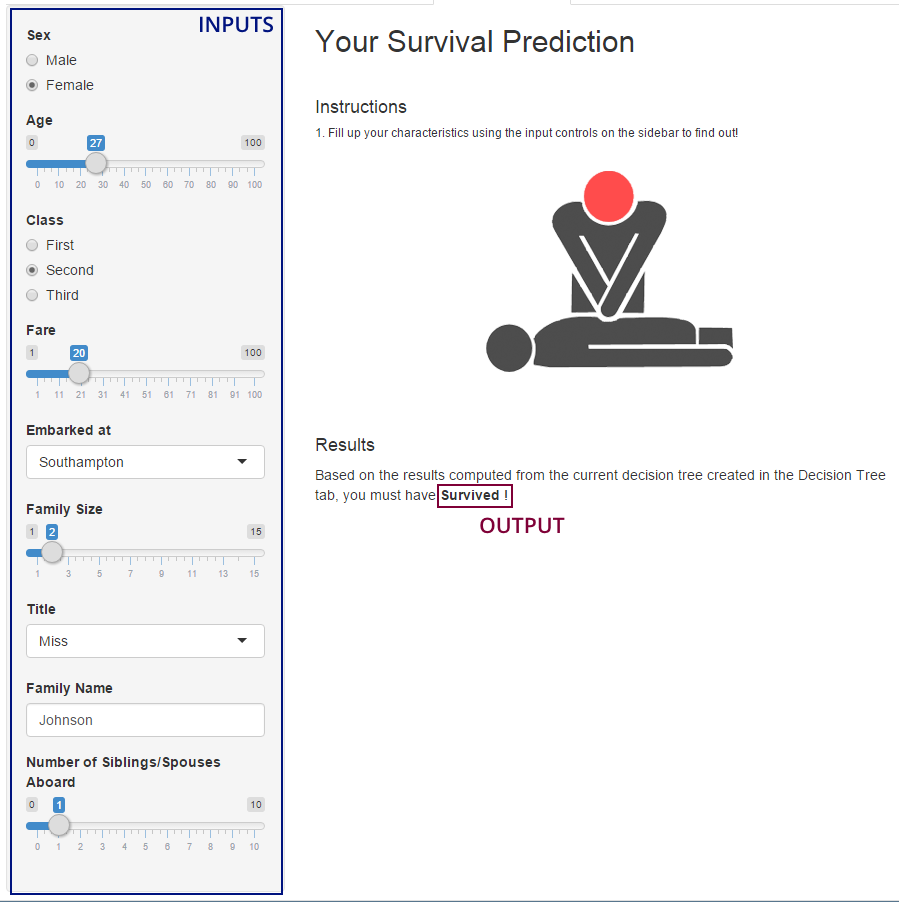 INPUTS
Sex
Male
Female
Age
0 27 100
0 10 20 30 40 50 60 70 80 90 100
Class
First
Second
Third
Fare
1 20 100
1 11 21 31 41 51 61 71 81 91 100
Embarked at
Southampton
Family Size
1 2 15
1 3 5 7 9 11 13 15
Title
Miss
Family Name
Johnson
Number of Siblings/Spouses
Aboard
0 1 10
0 1 2 3 4 5 6 7 8 9 10
Your Survival Prediction
Instructions
1. Fill up your characteristics using the input controls on the sidebar to find out!
Results
Based on the results computed from the current decision tree created in the Decision Tree
tab, you must have Survived !
OUTPUT